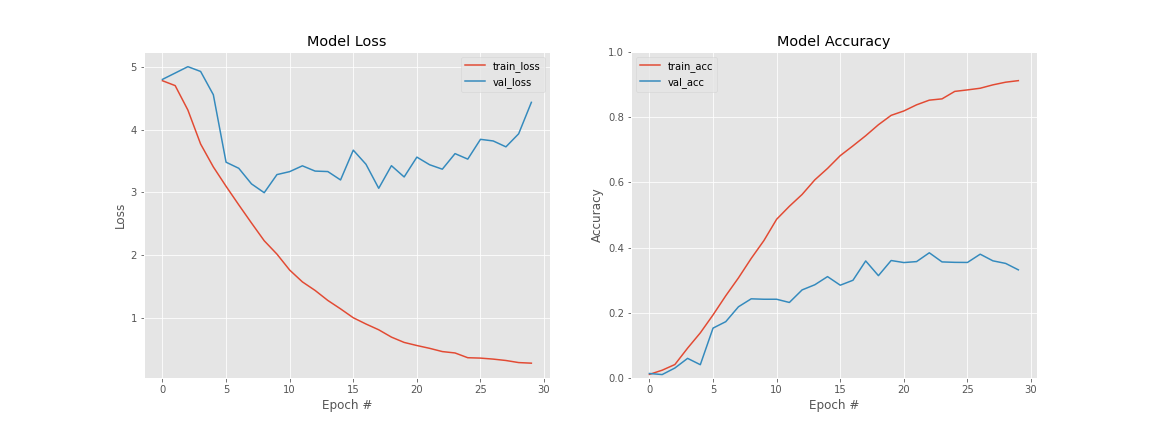 Model Loss
train_loss
val_loss
5
4
3
2
1
Loss
0
5
10
15
20
25
30
Epoch #
Model Accuracy
train_acc
val_acc
1.0
0.8
0.6
0.4
0.2
0.0
Accuracy
0
5
10
15
20
25
30
Epoch #